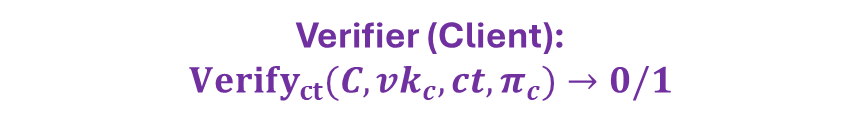 Verifier (Client):
Verify_ct(C, vk_c, ct, π_c) → 0/1